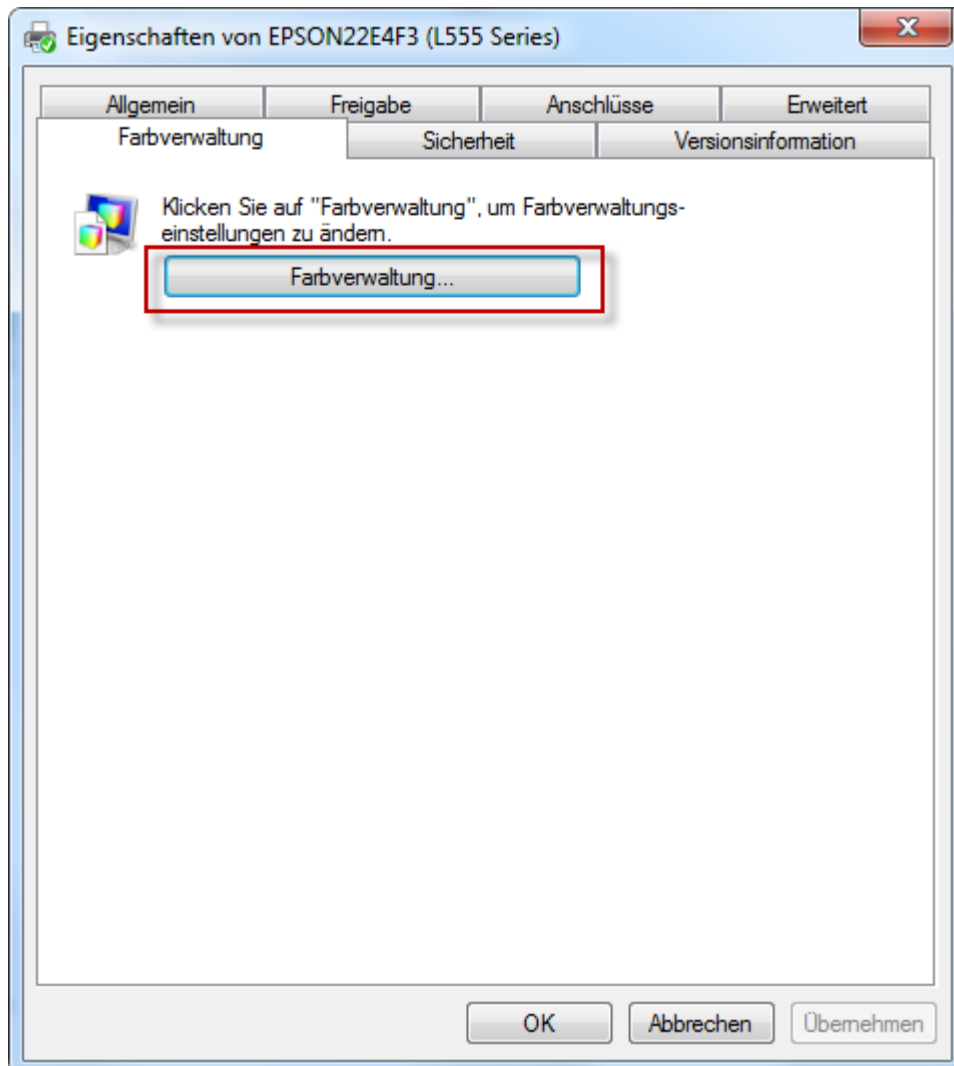 Eigenschaften von EPSON22E4F3 (L555 Series)
Allgemein Freigabe Anschlüsse Erweitert
Farbverwaltung Sicherheit Versionsinformation
Klicken Sie auf "Farbverwaltung", um Farbverwaltungs-
einstellungen zu ändern.
Farbverwaltung...
OK Abbrechen Übernehmen